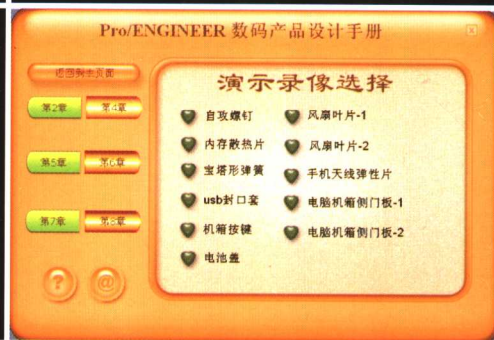 Pro/ENGINEER 数码产品设计手册
返回到主页面
演示录像选择
第2章 第4章
第5章 第6章
第7章 第8章
自攻螺钉
内存散热片
宝塔形弹簧
usb封口套
机箱按键
电池盖
风扇叶片-1
风扇叶片-2
手机天线弹性片
电脑机箱侧门板-1
电脑机箱侧门板-2
? @